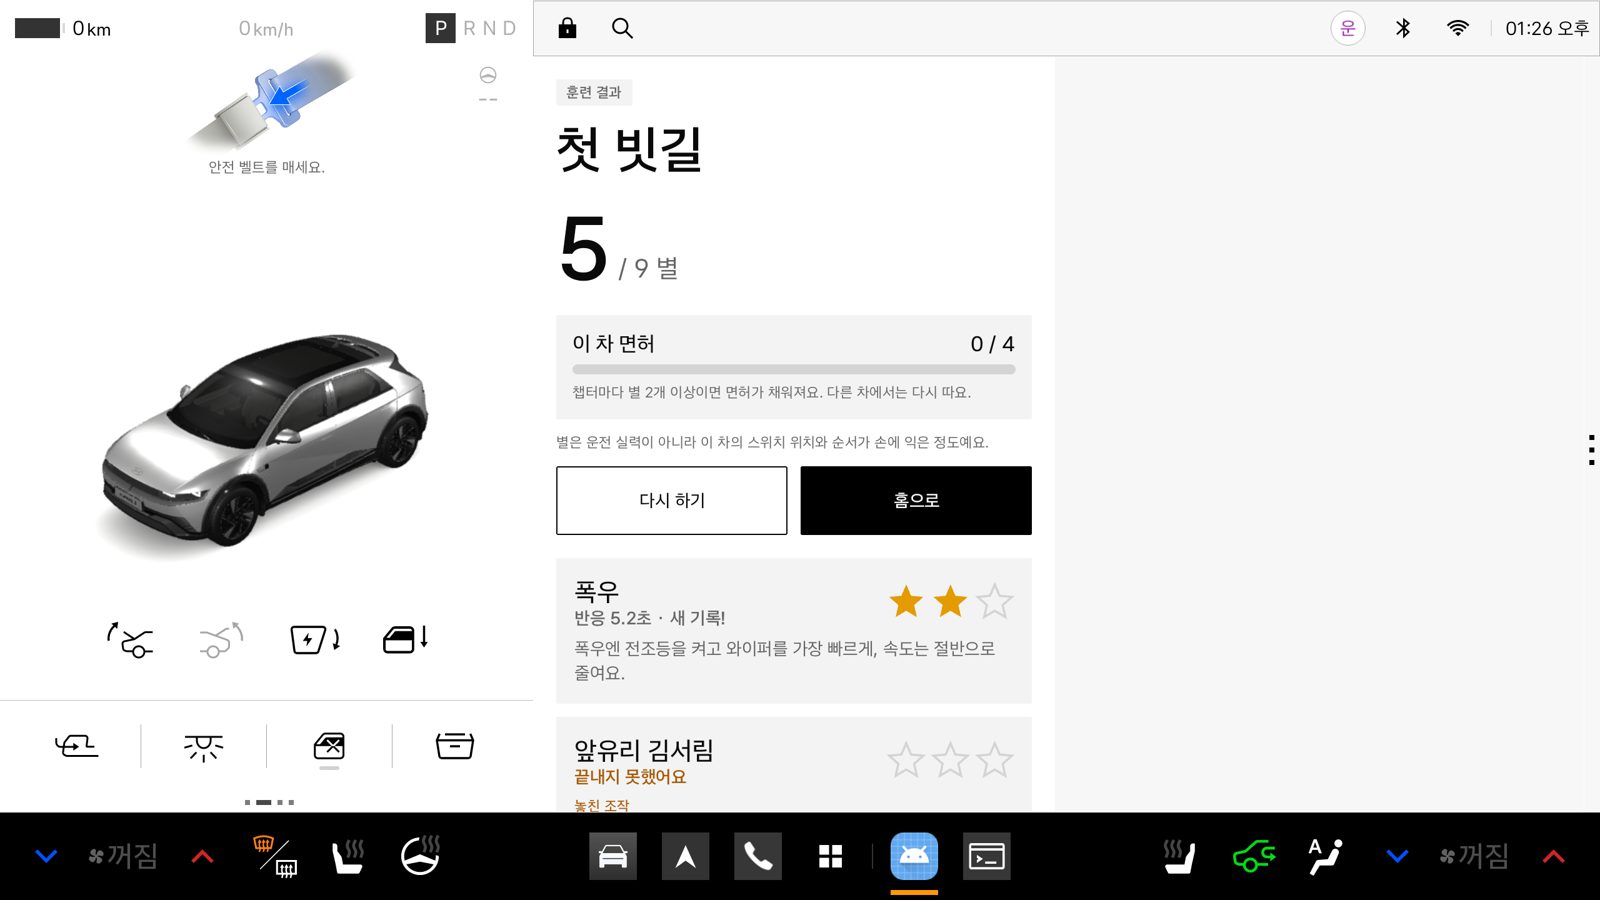 0 km
0 km/h
P R N D
--
안전 벨트를 매세요.
운
01:26 오후
훈련 결과
첫 빗길
5 / 9 별
이 차 면허
0 / 4
챕터마다 별 2개 이상이면 면허가 채워져요. 다른 차에서는 다시 따요.
별은 운전 실력이 아니라 이 차의 스위치 위치와 순서가 손에 익은 정도예요.
다시 하기
홈으로
폭우
반응 5.2초 · 새 기록!
폭우엔 전조등을 켜고 와이퍼를 가장 빠르게, 속도는 절반으로
줄여요.
앞유리 김서림
끝내지 못했어요
놓친 조작
꺼짐
A
꺼짐